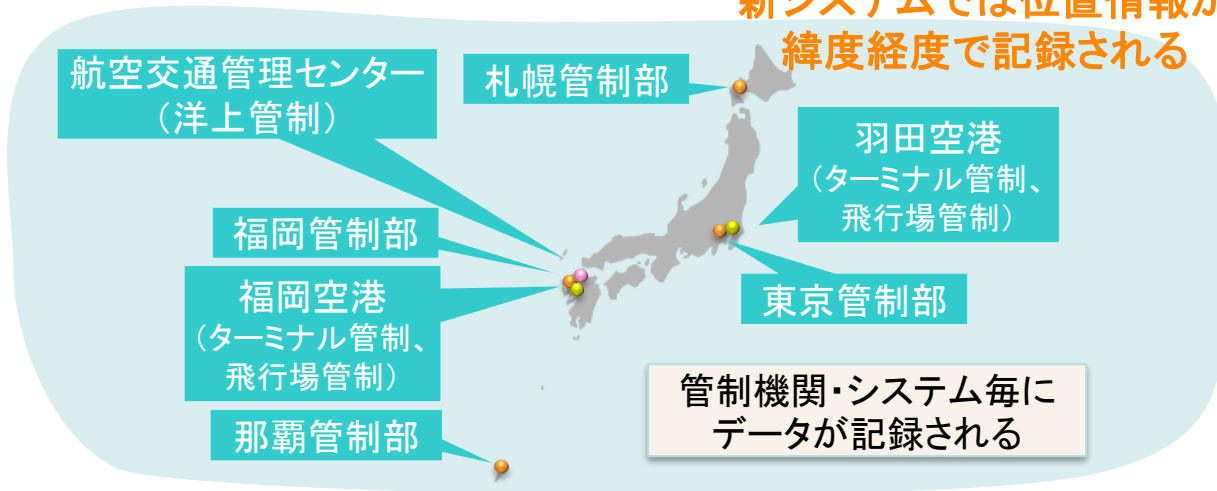 新システムでは位置情報が
緯度経度で記録される
航空交通管理センター
（洋上管制）
札幌管制部
羽田空港
（ターミナル管制、
飛行場管制）
福岡管制部
福岡空港
（ターミナル管制、
飛行場管制）
東京管制部
那覇管制部
管制機関・システム毎に
データが記録される